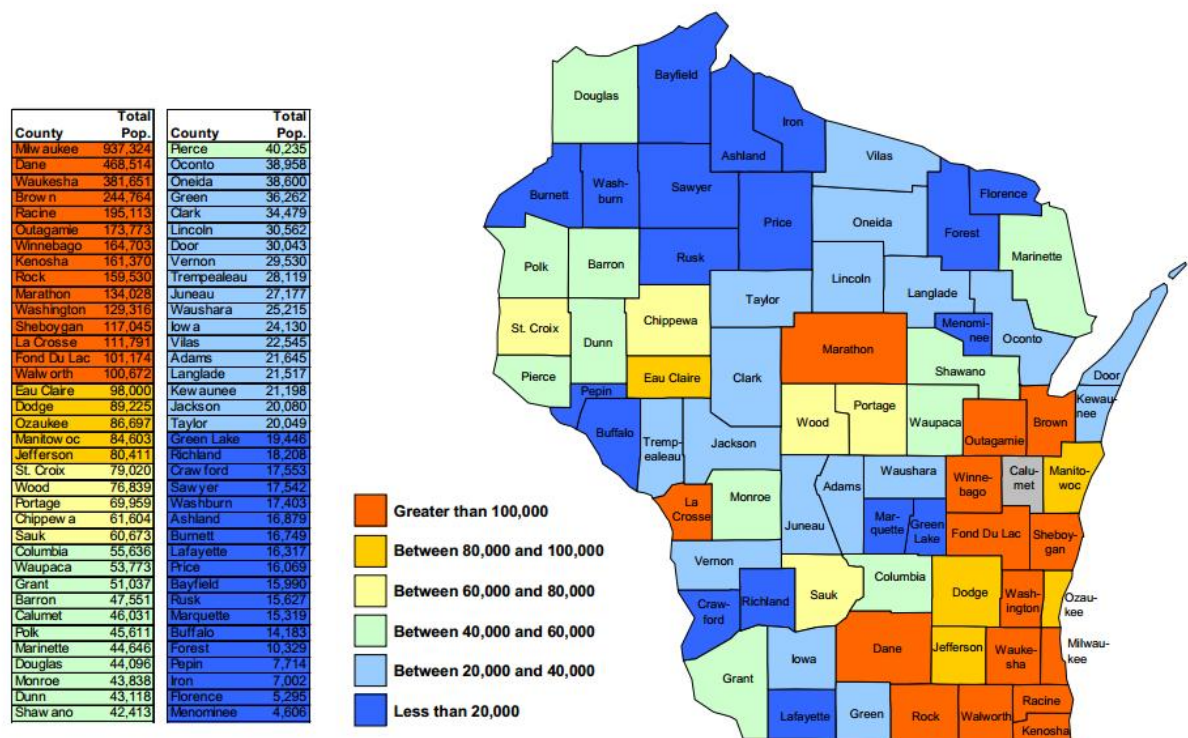 Total
County Pop.
Milwaukee 937,324
Dane 468,514
Waukesha 381,651
Brown 244,764
Racine 195,113
Outagamie 173,773
Winnebago 164,703
Kenosha 161,370
Rock 159,530
Marathon 134,028
Washington 129,316
Sheboygan 117,045
La Crosse 111,791
Fond Du Lac 101,174
Walworth 100,672
Eau Claire 98,000
Dodge 89,225
Ozaukee 86,697
Manitowoc 84,603
Jefferson 80,411
St. Croix 79,020
Wood 76,839
Portage 69,959
Chippewa 61,604
Sauk 60,673
Columbia 55,636
Waupaca 53,773
Grant 51,037
Barron 47,551
Calumet 46,031
Polk 45,611
Marinette 44,646
Douglas 44,096
Monroe 43,838
Dunn 43,118
Shawano 42,413
Total
County Pop.
Pierce 40,235
Oconto 38,958
Oneida 38,600
Green 36,262
Clark 34,479
Lincoln 30,562
Door 30,043
Vernon 29,530
Trempealeau 28,119
Juneau 27,177
Waushara 25,215
Iowa 24,130
Vilas 22,545
Adams 21,645
Langlade 21,517
Kewaunee 21,198
Jackson 20,080
Taylor 20,049
Green Lake 19,446
Richland 18,208
Crawford 17,553
Sawyer 17,542
Washburn 17,403
Ashland 16,879
Burnett 16,749
Lafayette 16,317
Price 16,069
Bayfield 15,990
Rusk 15,627
Marquette 15,319
Buffalo 14,183
Forest 10,329
Pepin 7,714
Iron 7,002
Florence 5,295
Menominee 4,606
Greater than 100,000
Between 80,000 and 100,000
Between 60,000 and 80,000
Between 40,000 and 60,000
Between 20,000 and 40,000
Less than 20,000
Douglas
Bayfield
Iron
Ashland
Vilas
Burnett
Wash-
burn
Sawyer
Price
Oneida
Florence
Forest
Marinette
Polk
Barron
Rusk
Lincoln
Langlade
Taylor
Chippewa
St. Croix
Dunn
Menomi-
nee
Oconto
Marathon
Shawano
Door
Pierce
Eau Claire
Clark
Pepin
Buffalo
Tremp-
ealeau
Jackson
Wood
Portage
Waupaca
Outagamie
Brown
Kewau-
nee
La
Crosse
Monroe
Juneau
Adams
Waushara
Winne-
bago
Calu-
met
Manito-
woc
Mar-
quette
Green
Lake
Fond Du Lac
Sheboy-
gan
Vernon
Craw-
ford
Richland
Sauk
Columbia
Dodge
Wash-
ington
Ozau-
kee
Grant
Iowa
Dane
Jefferson
Wauke-
sha
Milwau-
kee
Lafayette
Green
Rock
Walworth
Racine
Kenosha